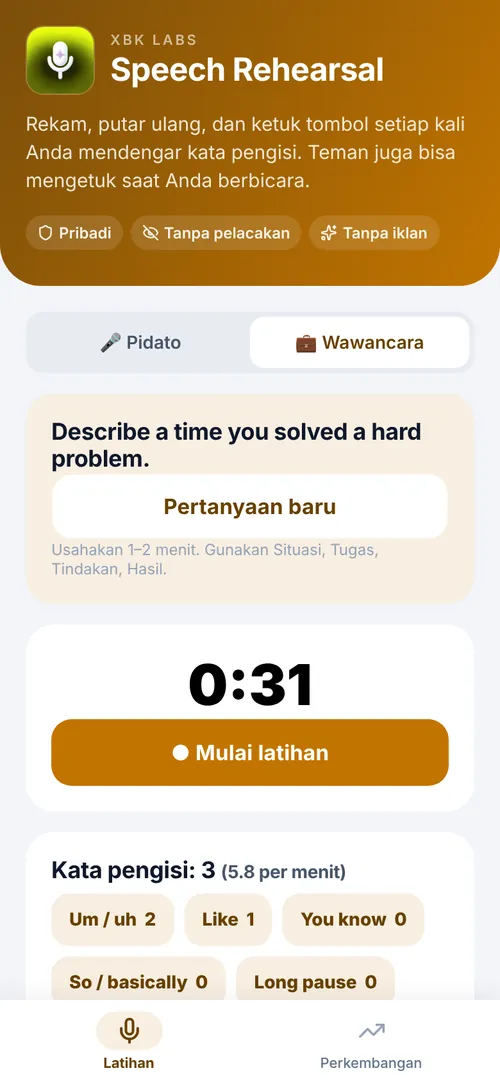 XBK LABS
Speech Rehearsal
Rekam, putar ulang, dan ketuk tombol setiap kali
Anda mendengar kata pengisi. Teman juga bisa
mengetuk saat Anda berbicara.
Pribadi
Tanpa pelacakan
Tanpa iklan
Pidato
Wawancara
Describe a time you solved a hard
problem.
Pertanyaan baru
Usahakan 1–2 menit. Gunakan Situasi, Tugas,
Tindakan, Hasil.
0:31
Mulai latihan
Kata pengisi: 3 (5.8 per menit)
Um / uh 2
Like 1
You know 0
So / basically 0
Long pause 0
Latihan
Perkembangan